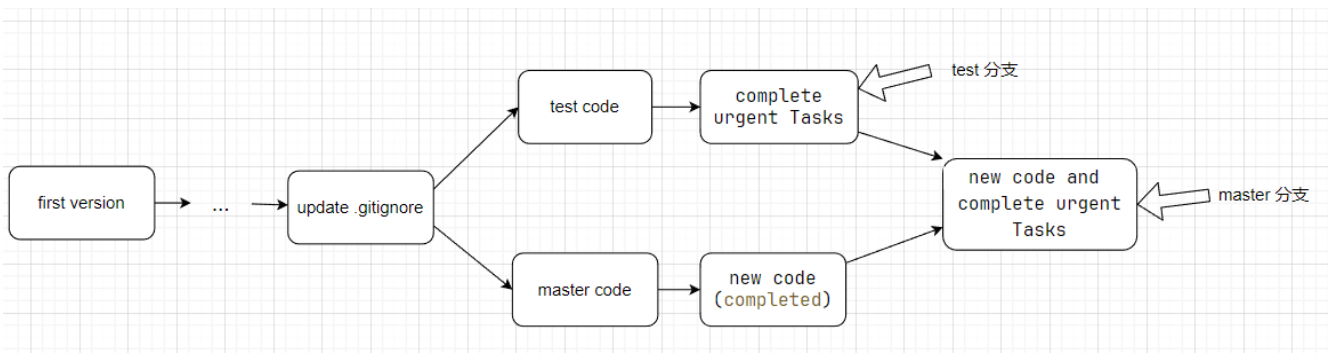 first version
...
update .gitignore
test code
complete
urgent Tasks
test 分支
master code
new code
(completed)
new code and
complete urgent
Tasks
master 分支